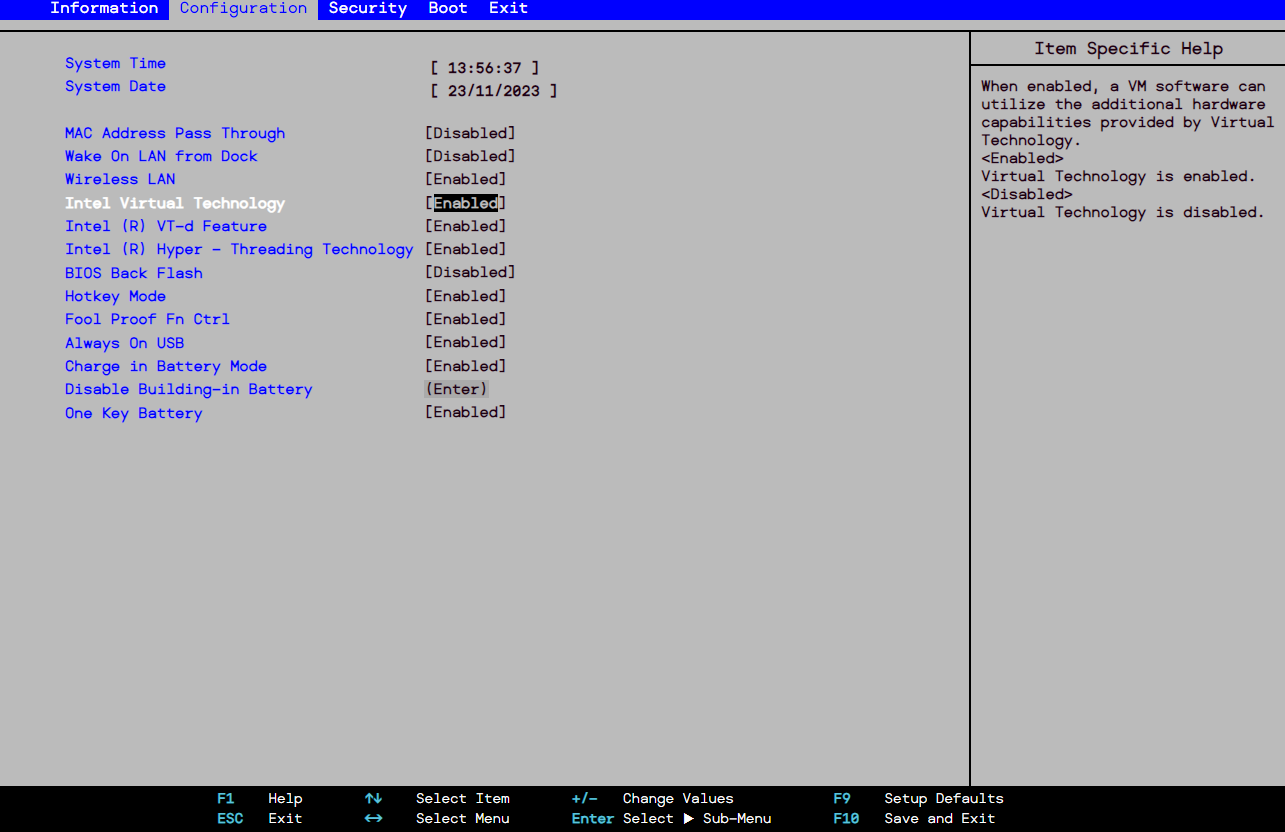 Information Configuration Security Boot Exit
System Time [ 13:56:37 ]
System Date [ 23/11/2023 ]
MAC Address Pass Through [Disabled]
Wake On LAN from Dock [Disabled]
Wireless LAN [Enabled]
Intel Virtual Technology [Enabled]
Intel (R) VT-d Feature [Enabled]
Intel (R) Hyper - Threading Technology [Enabled]
BIOS Back Flash [Disabled]
Hotkey Mode [Enabled]
Fool Proof Fn Ctrl [Enabled]
Always On USB [Enabled]
Charge in Battery Mode [Enabled]
Disable Building-in Battery (Enter)
One Key Battery [Enabled]
Item Specific Help
When enabled, a VM software can
utilize the additional hardware
capabilities provided by Virtual
Technology.
<Enabled>
Virtual Technology is enabled.
<Disabled>
Virtual Technology is disabled.
F1 Help ↑↓ Select Item +/- Change Values F9 Setup Defaults
ESC Exit ↔ Select Menu Enter Select ▶ Sub-Menu F10 Save and Exit